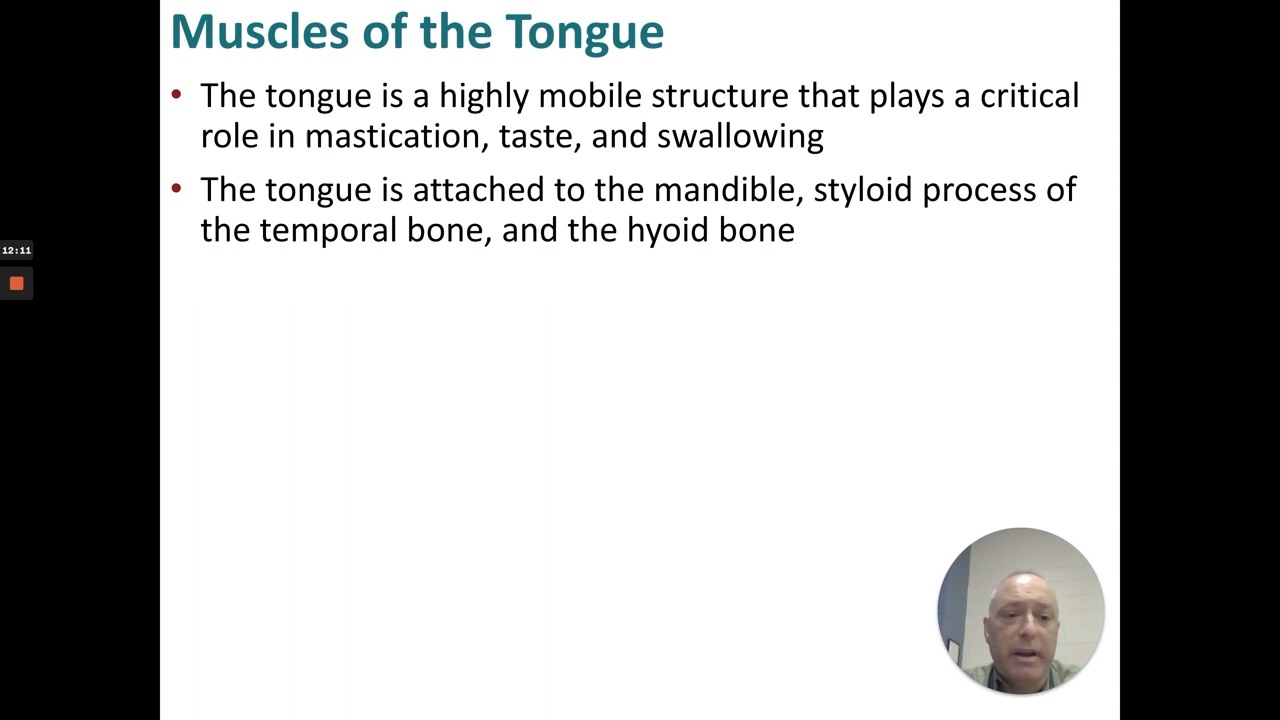 Muscles of the Tongue
• The tongue is a highly mobile structure that plays a critical
role in mastication, taste, and swallowing
• The tongue is attached to the mandible, styloid process of
the temporal bone, and the hyoid bone
12:11